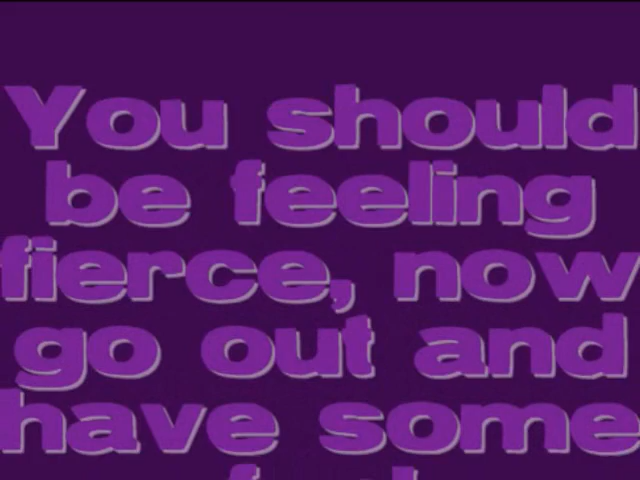 You should
be feeling
fierce, now
go out and
have some